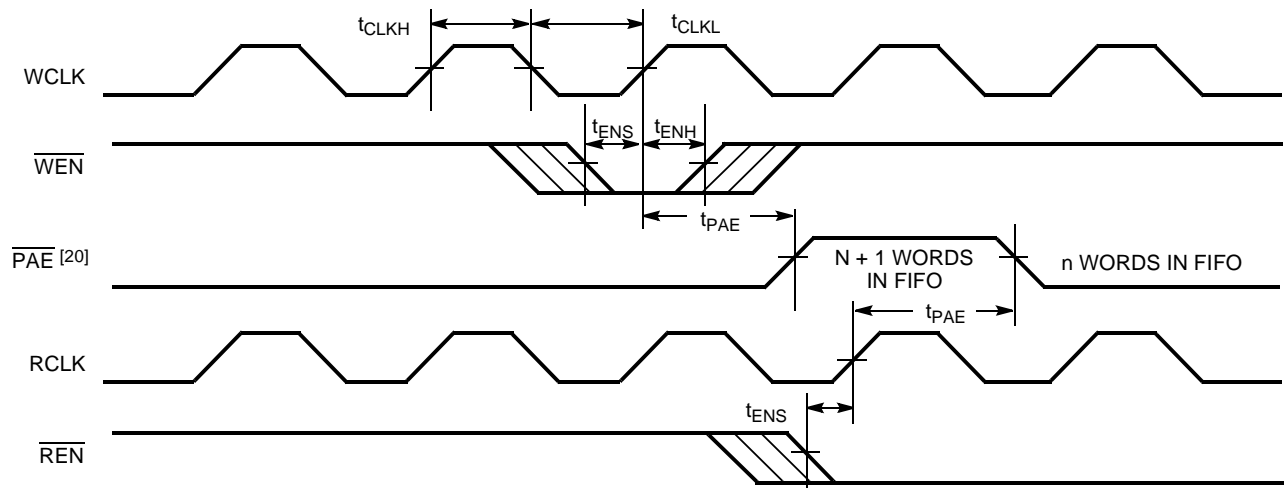 tCLKH
tCLKL
WCLK
tENS
tENH
WEN
tPAE
PAE [20]
N + 1 WORDS
IN FIFO
n WORDS IN FIFO
tPAE
RCLK
tENS
REN